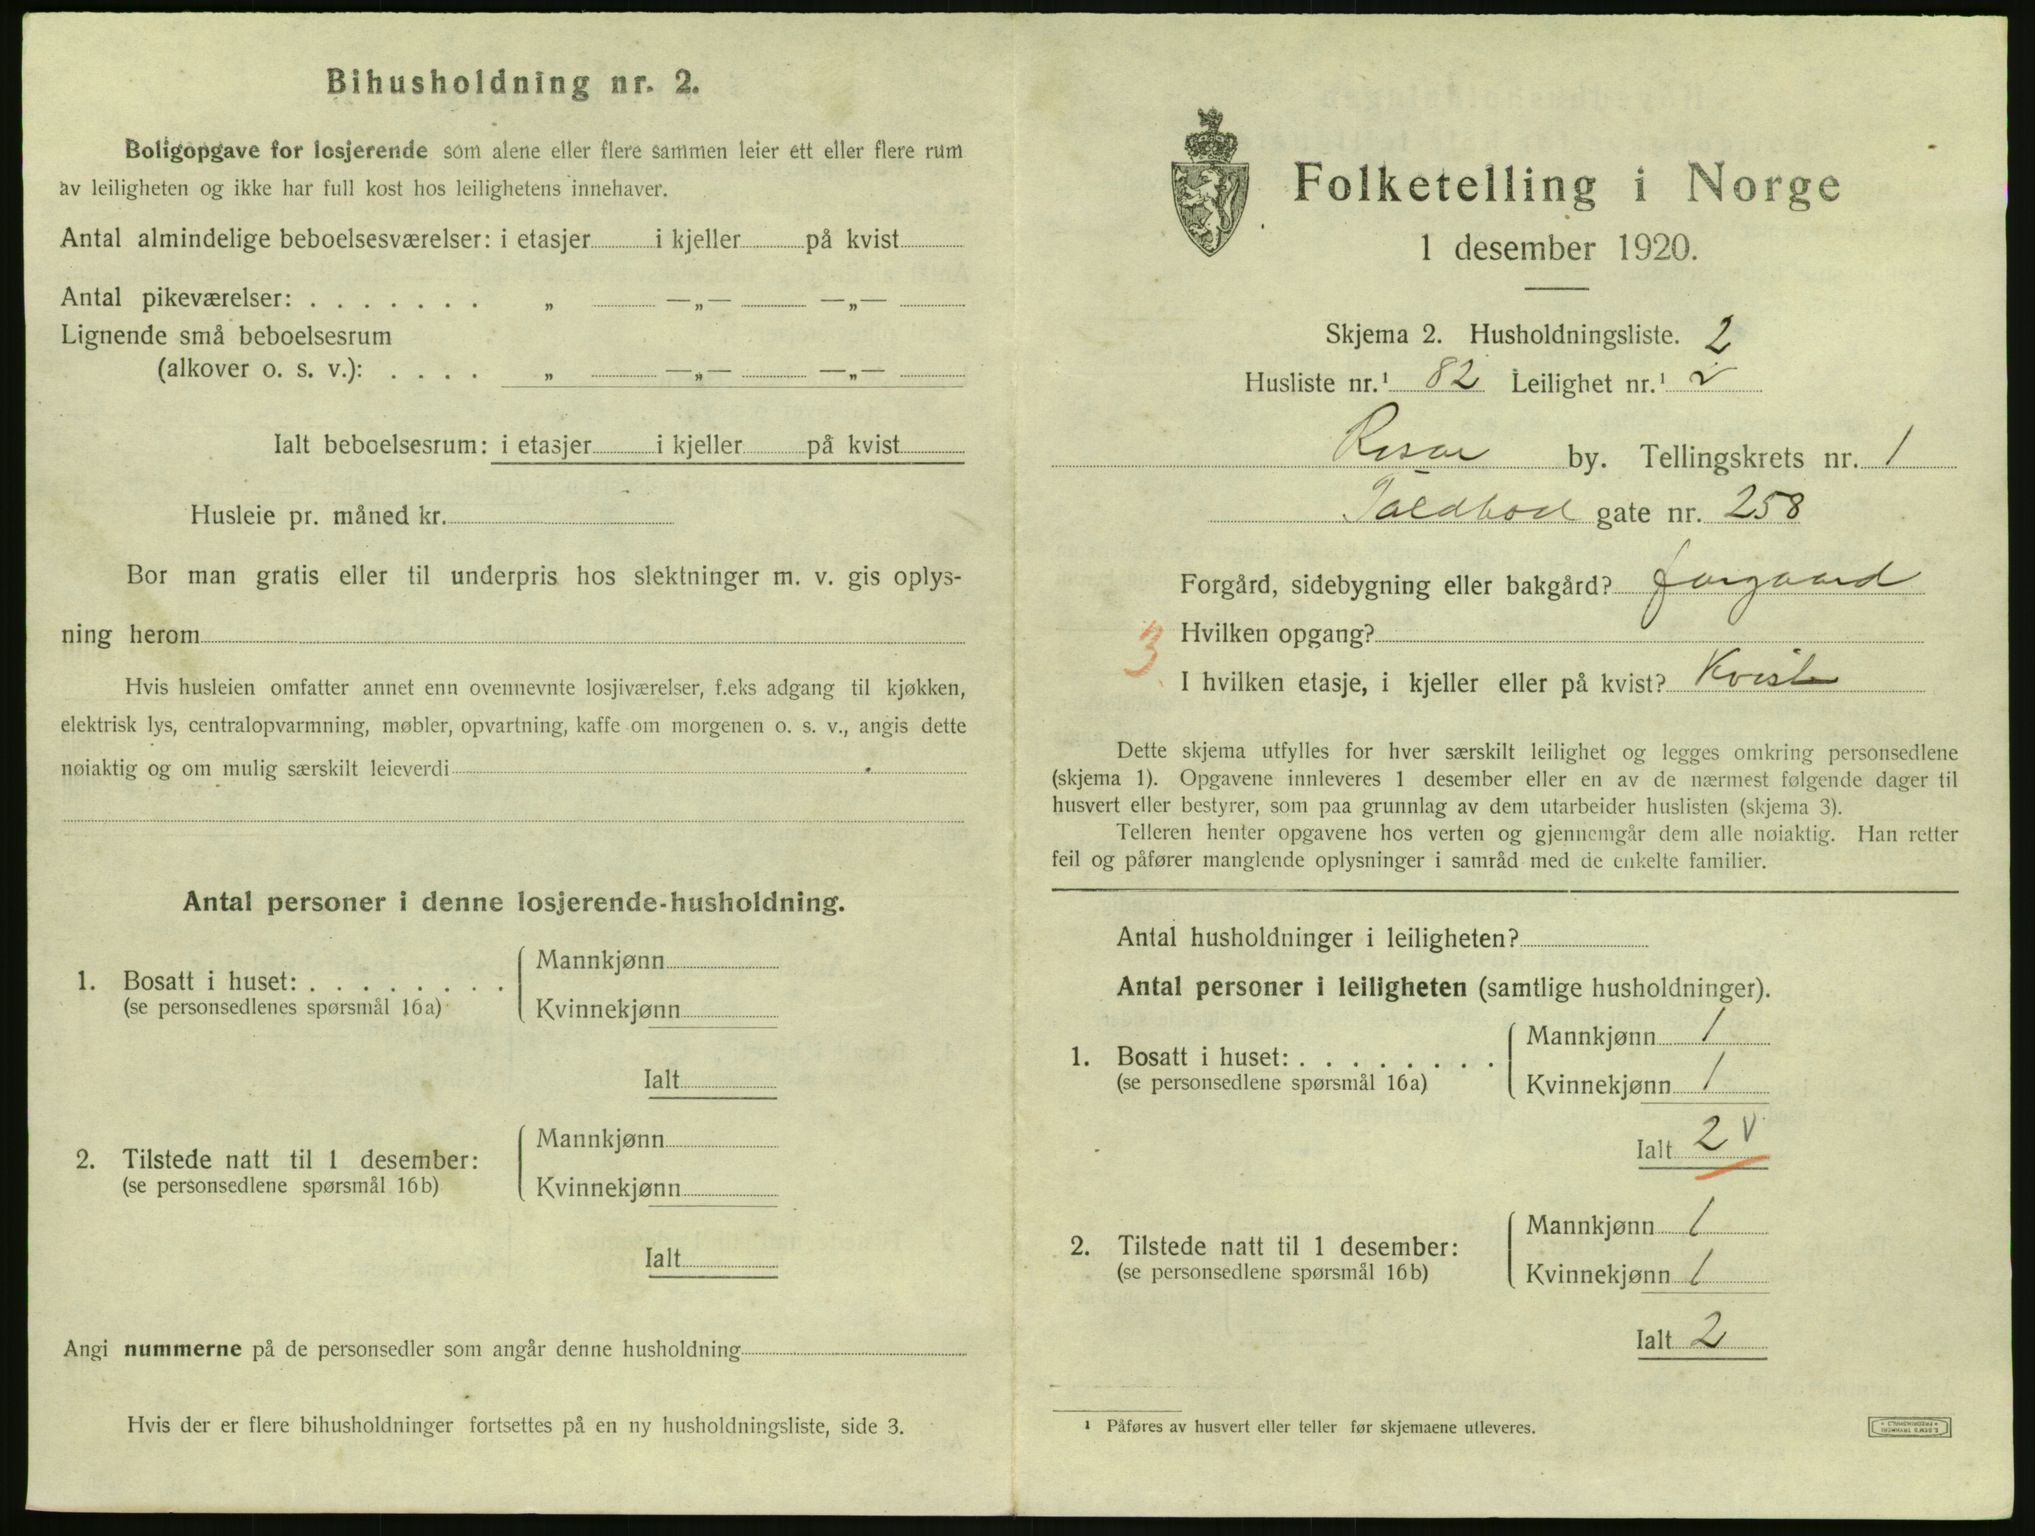 Bihusholdning nr. 2.
Boligopgave for losjerende som alene eller flere sammen leier ett eller flere rum
av leiligheten og ikke har full kost hos leilighetens innehaver.
Antal almindelige beboelsesværelser: i etasjer i kjeller på kvist
Antal pikeværelser: . . . . . . . „ —„— —„—
Lignende små beboelsesrum
(alkover o. s. v.): . . . . „ —„— —„—
Ialt beboelsesrum: i etasjer i kjeller på kvist
Husleie pr. måned kr.
Bor man gratis eller til underpris hos slektninger m. v. gis oplys-
ning herom
Hvis husleien omfatter annet enn ovennevnte losjiværelser, f.eks adgang til kjøkken,
elektrisk lys, centralopvarmning, møbler, opvartning, kaffe om morgenen o. s. v., angis dette
nøiaktig og om mulig særskilt leieverdi
Antal personer i denne losjerende-husholdning.
1. Bosatt i huset: . . . . . . . .
(se personsedlenes spørsmål 16a)
Mannkjønn
Kvinnekjønn
Ialt
2. Tilstede natt til 1 desember:
(se personsedlene spørsmål 16b)
Mannkjønn
Kvinnekjønn
Ialt
Angi nummerne på de personsedler som angår denne husholdning
Hvis der er flere bihusholdninger fortsettes på en ny husholdningsliste, side 3.
Folketelling i Norge
1 desember 1920.
Skjema 2. Husholdningsliste. 2
Husliste nr.¹ 82 Leilighet nr.¹ 2
Risør by. Tellingskrets nr. 1
Toldbod gate nr. 258
Forgård, sidebygning eller bakgård? forgaard
Hvilken opgang?
3
I hvilken etasje, i kjeller eller på kvist? Kvist
Dette skjema utfylles for hver særskilt leilighet og legges omkring personsedlene
(skjema 1). Opgavene innleveres 1 desember eller en av de nærmest følgende dager til
husvert eller bestyrer, som paa grunnlag av dem utarbeider huslisten (skjema 3).
Telleren henter opgavene hos verten og gjennemgår dem alle nøiaktig. Han retter
feil og påfører manglende oplysninger i samråd med de enkelte familier.
Antal husholdninger i leiligheten?
Antal personer i leiligheten (samtlige husholdninger).
1. Bosatt i huset: . . . . . . . .
(se personsedlene spørsmål 16a)
Mannkjønn 1
Kvinnekjønn 1
Ialt 2 v
2. Tilstede natt til 1 desember:
(se personsedlene spørsmål 16b)
Mannkjønn 1
Kvinnekjønn 1
Ialt 2
¹ Påføres av husvert eller teller før skjemaene utleveres.